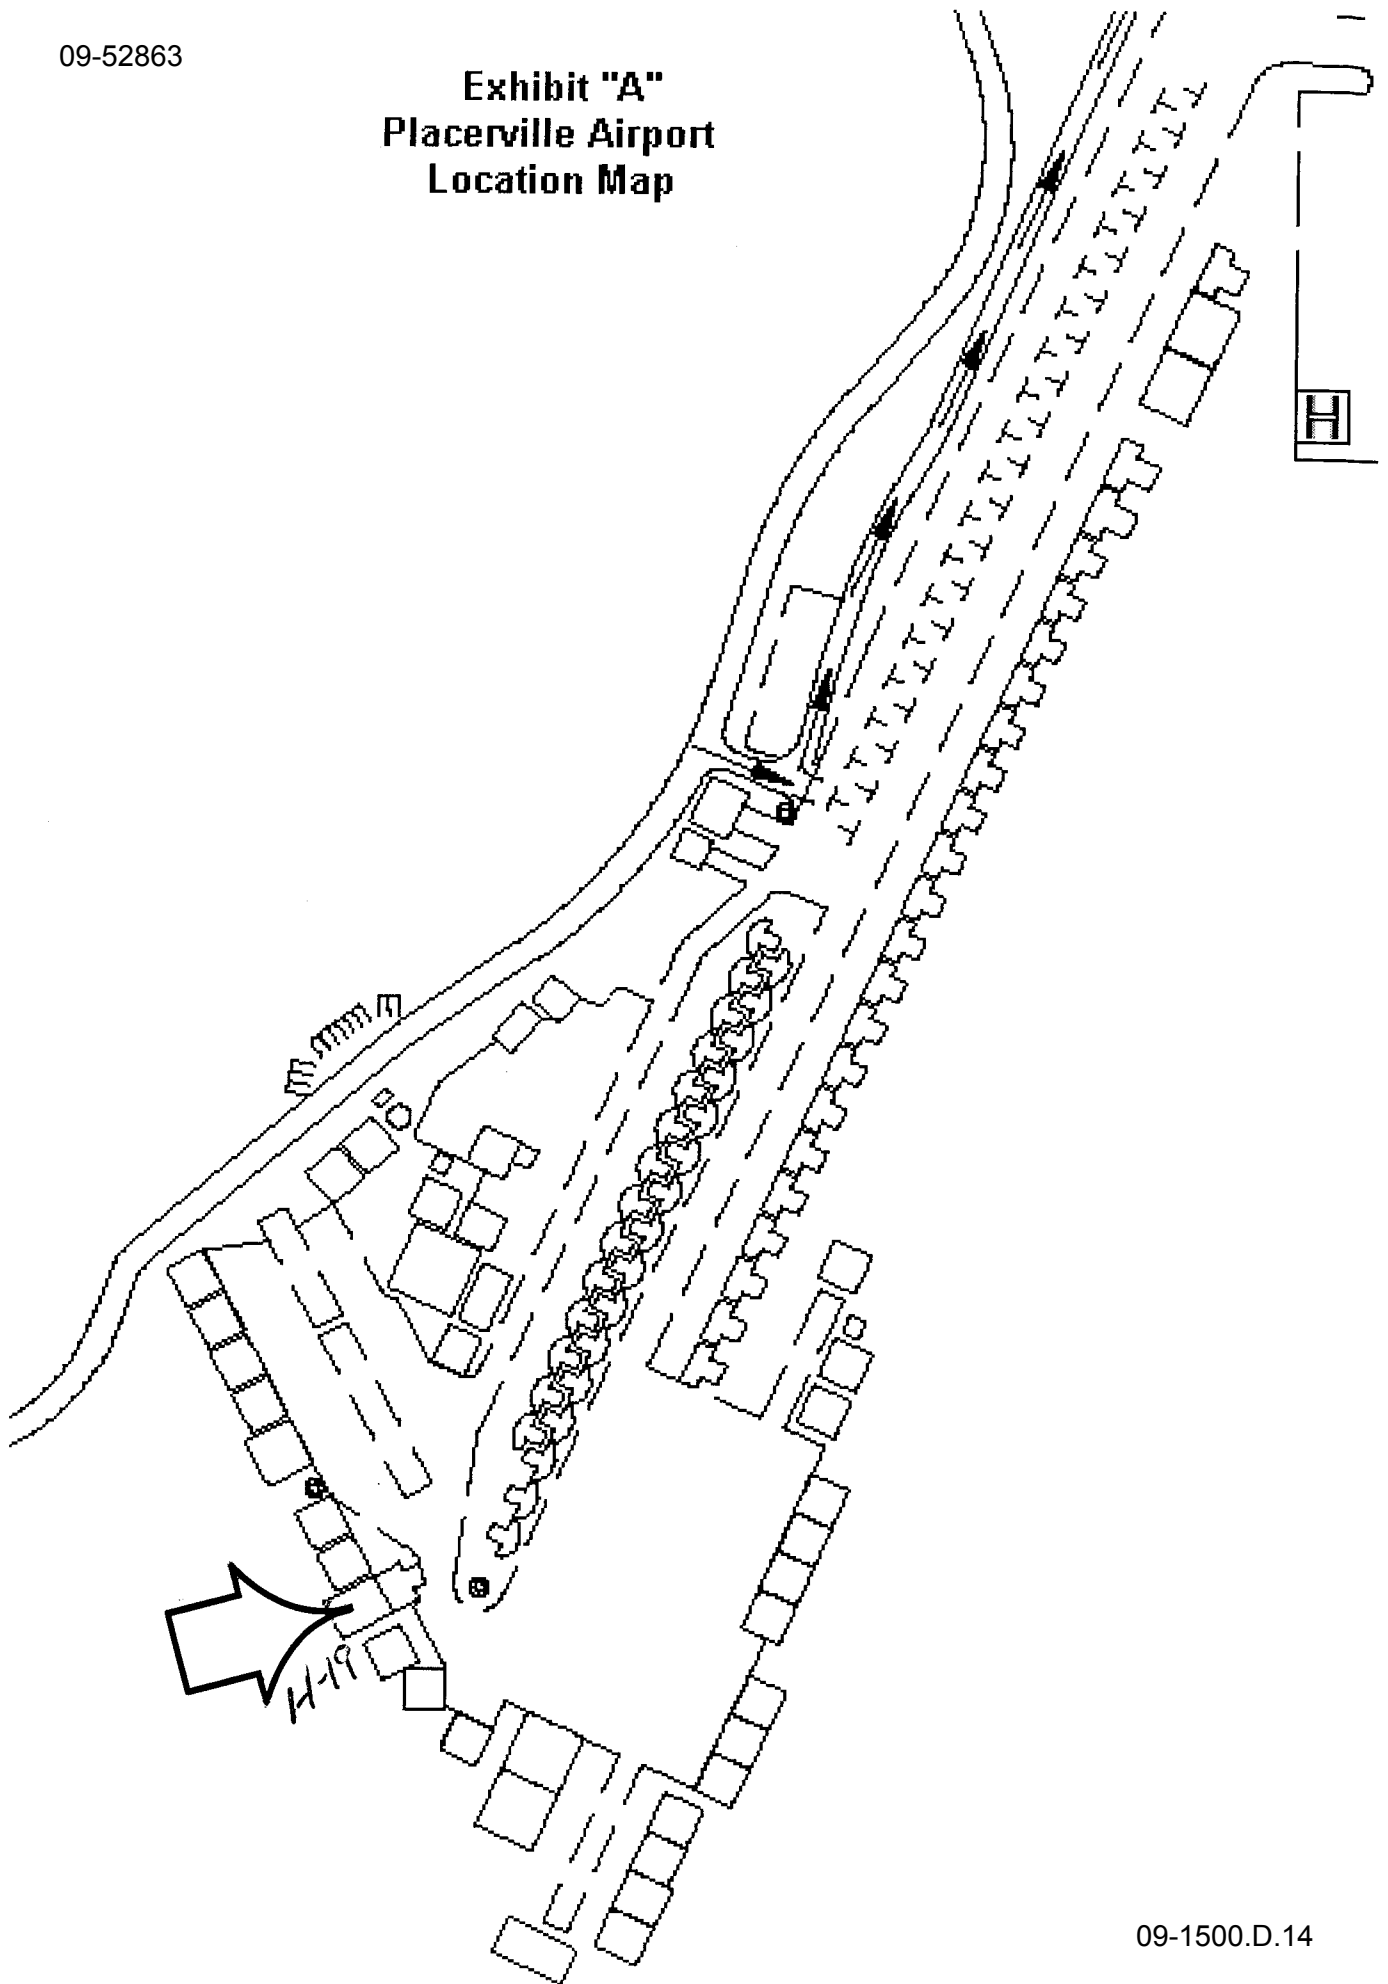 09-52863
Exhibit "A"
Placerville Airport
Location Map
H
H-19
09-1500.D.14